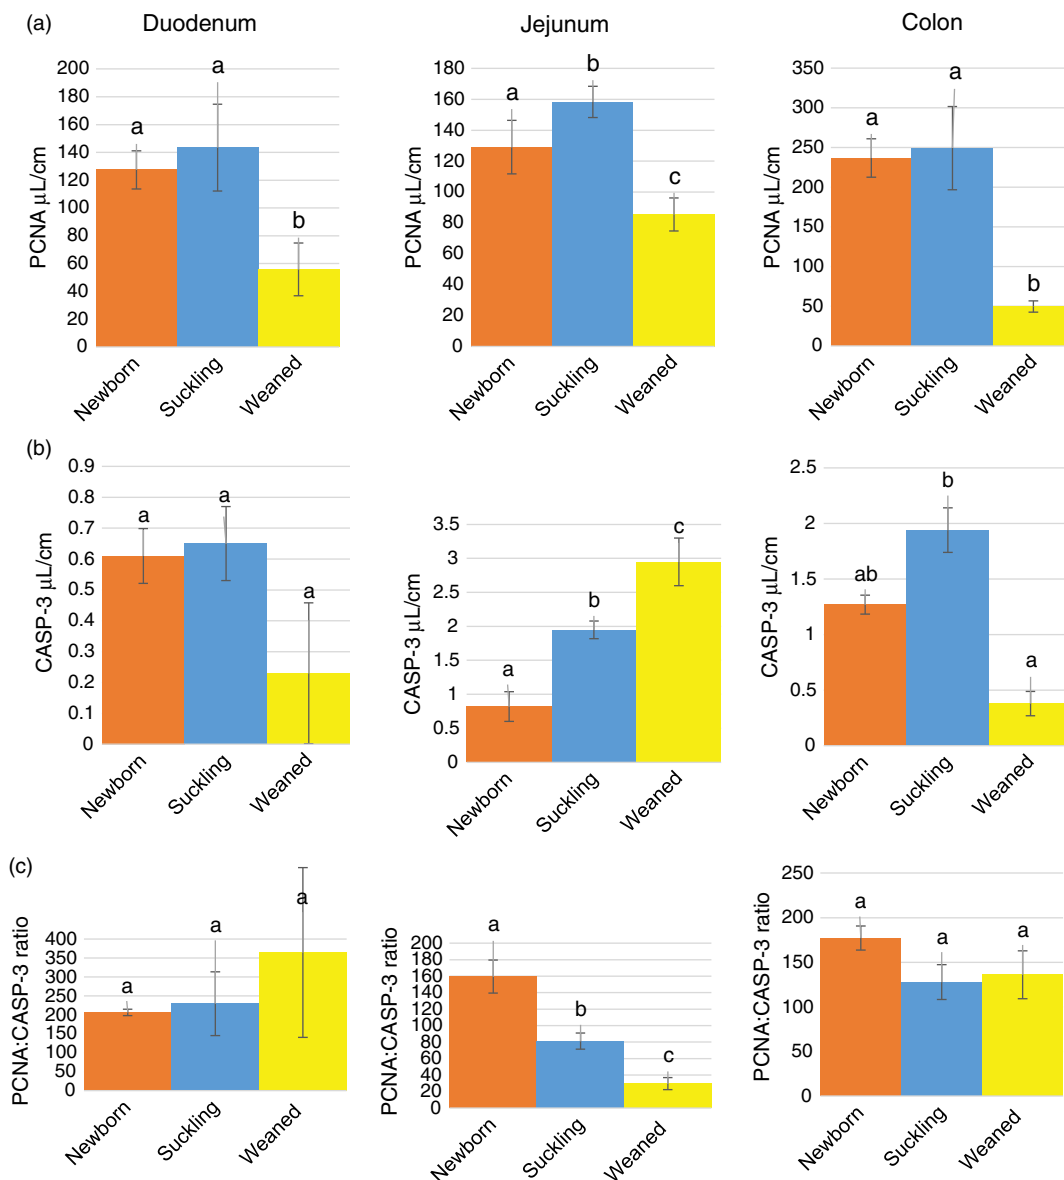 (a)
Duodenum
Jejunum
Colon
PCNA μL/cm
200
180
160
140
120
100
80
60
40
20
0
a
a
b
Newborn
Suckling
Weaned
PCNA μL/cm
180
160
140
120
100
80
60
40
20
0
a
b
c
Newborn
Suckling
Weaned
PCNA μL/cm
350
300
250
200
150
100
50
0
a
a
b
Newborn
Suckling
Weaned
(b)
CASP-3 μL/cm
0.9
0.8
0.7
0.6
0.5
0.4
0.3
0.2
0.1
0
a
a
a
Newborn
Suckling
Weaned
CASP-3 μL/cm
3.5
3
2.5
2
1.5
1
0.5
0
a
b
c
Newborn
Suckling
Weaned
CASP-3 μL/cm
2.5
2
1.5
1
0.5
0
ab
b
a
Newborn
Suckling
Weaned
(c)
PCNA:CASP-3 ratio
400
350
300
250
200
150
100
50
0
a
a
a
Newborn
Suckling
Weaned
PCNA:CASP-3 ratio
200
180
160
140
120
100
80
60
40
20
0
a
b
c
Newborn
Suckling
Weaned
PCNA:CASP-3 ratio
250
200
150
100
50
0
a
a
a
Newborn
Suckling
Weaned